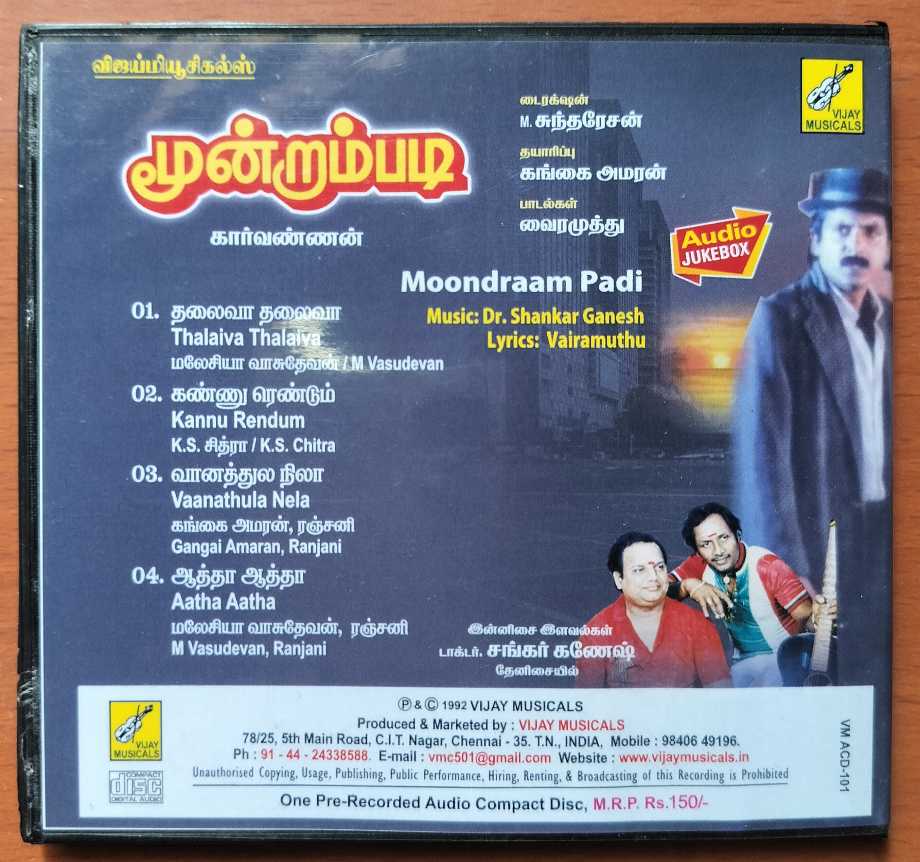 விஜய்மியூசிகல்ஸ்
மூன்றாம்படி
கார்வண்ணன்
டைரக்‌ஷன்
M. சுந்தரேசன்
தயாரிப்பு
கங்கை அமரன்
பாடல்கள்
வைரமுத்து
VIJAY
MUSICALS
Audio
JUKEBOX
Moondraam Padi
Music: Dr. Shankar Ganesh
Lyrics: Vairamuthu
01. தலைவா தலைவா
Thalaiva Thalaiva
மலேசியா வாசுதேவன் / M Vasudevan
02. கண்ணு ரெண்டும்
Kannu Rendum
K.S. சித்ரா / K.S. Chitra
03. வானத்துல நிலா
Vaanathula Nela
கங்கை அமரன், ரஞ்சனி
Gangai Amaran, Ranjani
04. ஆத்தா ஆத்தா
Aatha Aatha
மலேசியா வாசுதேவன், ரஞ்சனி
M Vasudevan, Ranjani
இன்னிசை இளவல்கள்
டாக்டர். சங்கர் கணேஷ்
தேனிசையில்
VIJAY
MUSICALS
COMPACT
disc
DIGITAL AUDIO
Ⓟ & © 1992 VIJAY MUSICALS
Produced & Marketed by : VIJAY MUSICALS
78/25, 5th Main Road, C.I.T. Nagar, Chennai - 35. T.N., INDIA, Mobile : 98406 49196.
Ph : 91 - 44 - 24338588. E-mail : vmc501@gmail.com Website : www.vijaymusicals.in
Unauthorised Copying, Usage, Publishing, Public Performance, Hiring, Renting, & Broadcasting of this Recording is Prohibited
One Pre-Recorded Audio Compact Disc, M.R.P. Rs.150/-
VM ACD-101